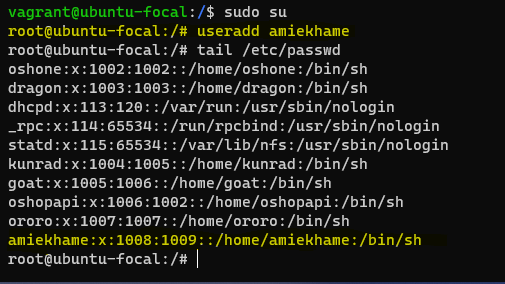 vagrant@ubuntu-focal:/$ sudo su
root@ubuntu-focal:/# useradd amiekhame
root@ubuntu-focal:/# tail /etc/passwd
oshone:x:1002:1002::/home/oshone:/bin/sh
dragon:x:1003:1003::/home/dragon:/bin/sh
dhcpd:x:113:120::/var/run:/usr/sbin/nologin
_rpc:x:114:65534::/run/rpcbind:/usr/sbin/nologin
statd:x:115:65534::/var/lib/nfs:/usr/sbin/nologin
kunrad:x:1004:1005::/home/kunrad:/bin/sh
goat:x:1005:1006::/home/goat:/bin/sh
oshopapi:x:1006:1002::/home/oshopapi:/bin/sh
ororo:x:1007:1007::/home/ororo:/bin/sh
amiekhame:x:1008:1009::/home/amiekhame:/bin/sh
root@ubuntu-focal:/#